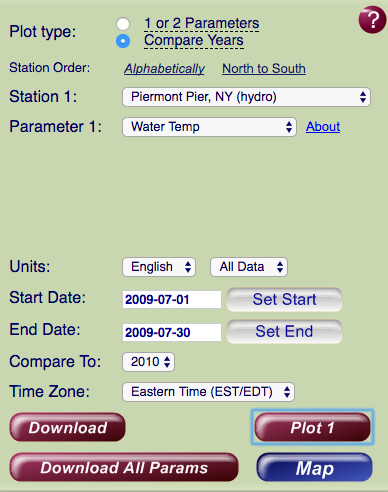 ?
Plot type: 1 or 2 Parameters
Compare Years
Station Order: Alphabetically North to South
Station 1: Piermont Pier, NY (hydro)
Parameter 1: Water Temp About
Units: English All Data
Start Date: 2009-07-01 Set Start
End Date: 2009-07-30 Set End
Compare To: 2010
Time Zone: Eastern Time (EST/EDT)
Download Plot 1
Download All Params Map